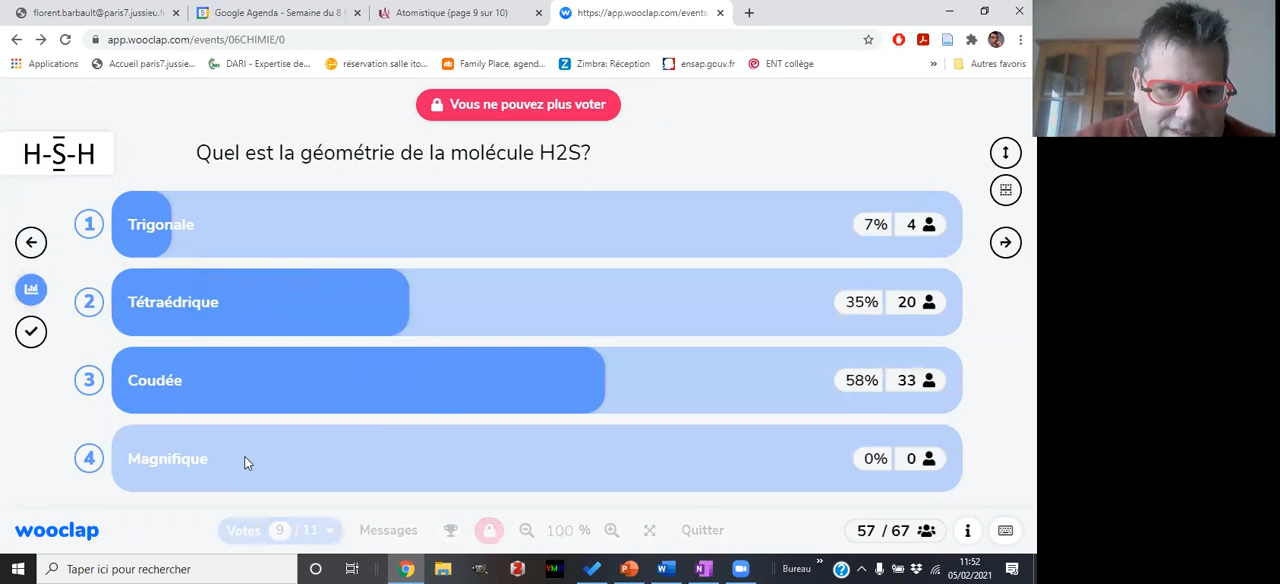 florent.barbault@paris7.jussieu.
Google Agenda - Semaine du 8
Atomistique (page 9 sur 10)
https://app.wooclap.com/events
app.wooclap.com/events/06CHIMIE/0
Applications
Accueil paris7.jussie...
DARI - Expertise de...
réservation salle ito...
Family Place, agend...
Zimbra: Réception
ensap.gouv.fr
ENT collège
»
Autres favoris
Vous ne pouvez plus voter
H-S-H
Quel est la géométrie de la molécule H2S?
1 Trigonale 7% 4
2 Tétraédrique 35% 20
3 Coudée 58% 33
4 Magnifique 0% 0
wooclap
Votes 9 / 11
Messages
100 %
Quitter
57 / 67
Taper ici pour rechercher
YMD
Bureau »
11:52
05/02/2021